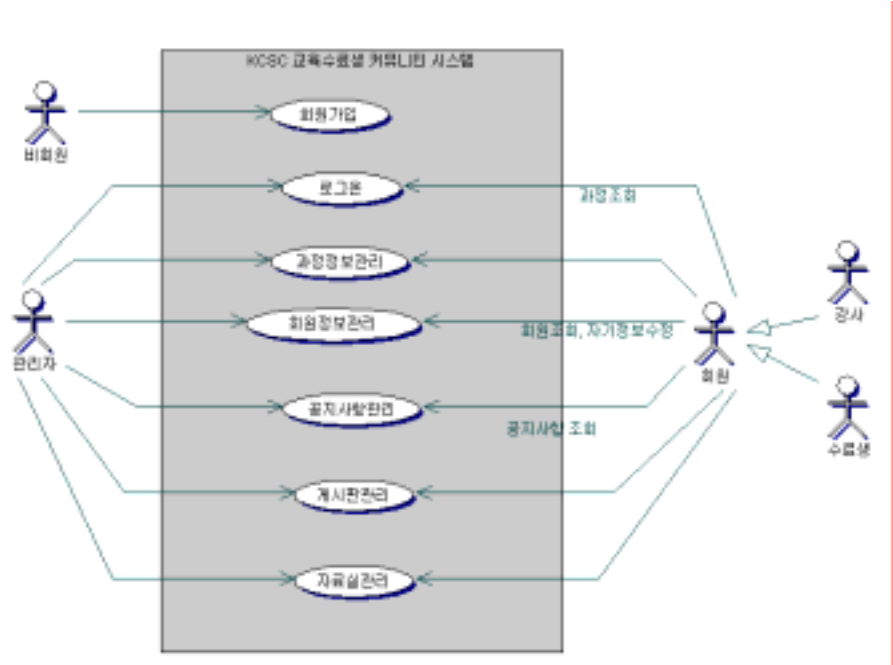 KCSC 교육수료생 커뮤니티 시스템
회원가입
비회원
로그온
과정조회
과정정보관리
강사
회원정보관리
회원조회, 자기정보수정
관리자
회원
공지사항관리
공지사항 조회
수료생
게시판관리
자료실관리